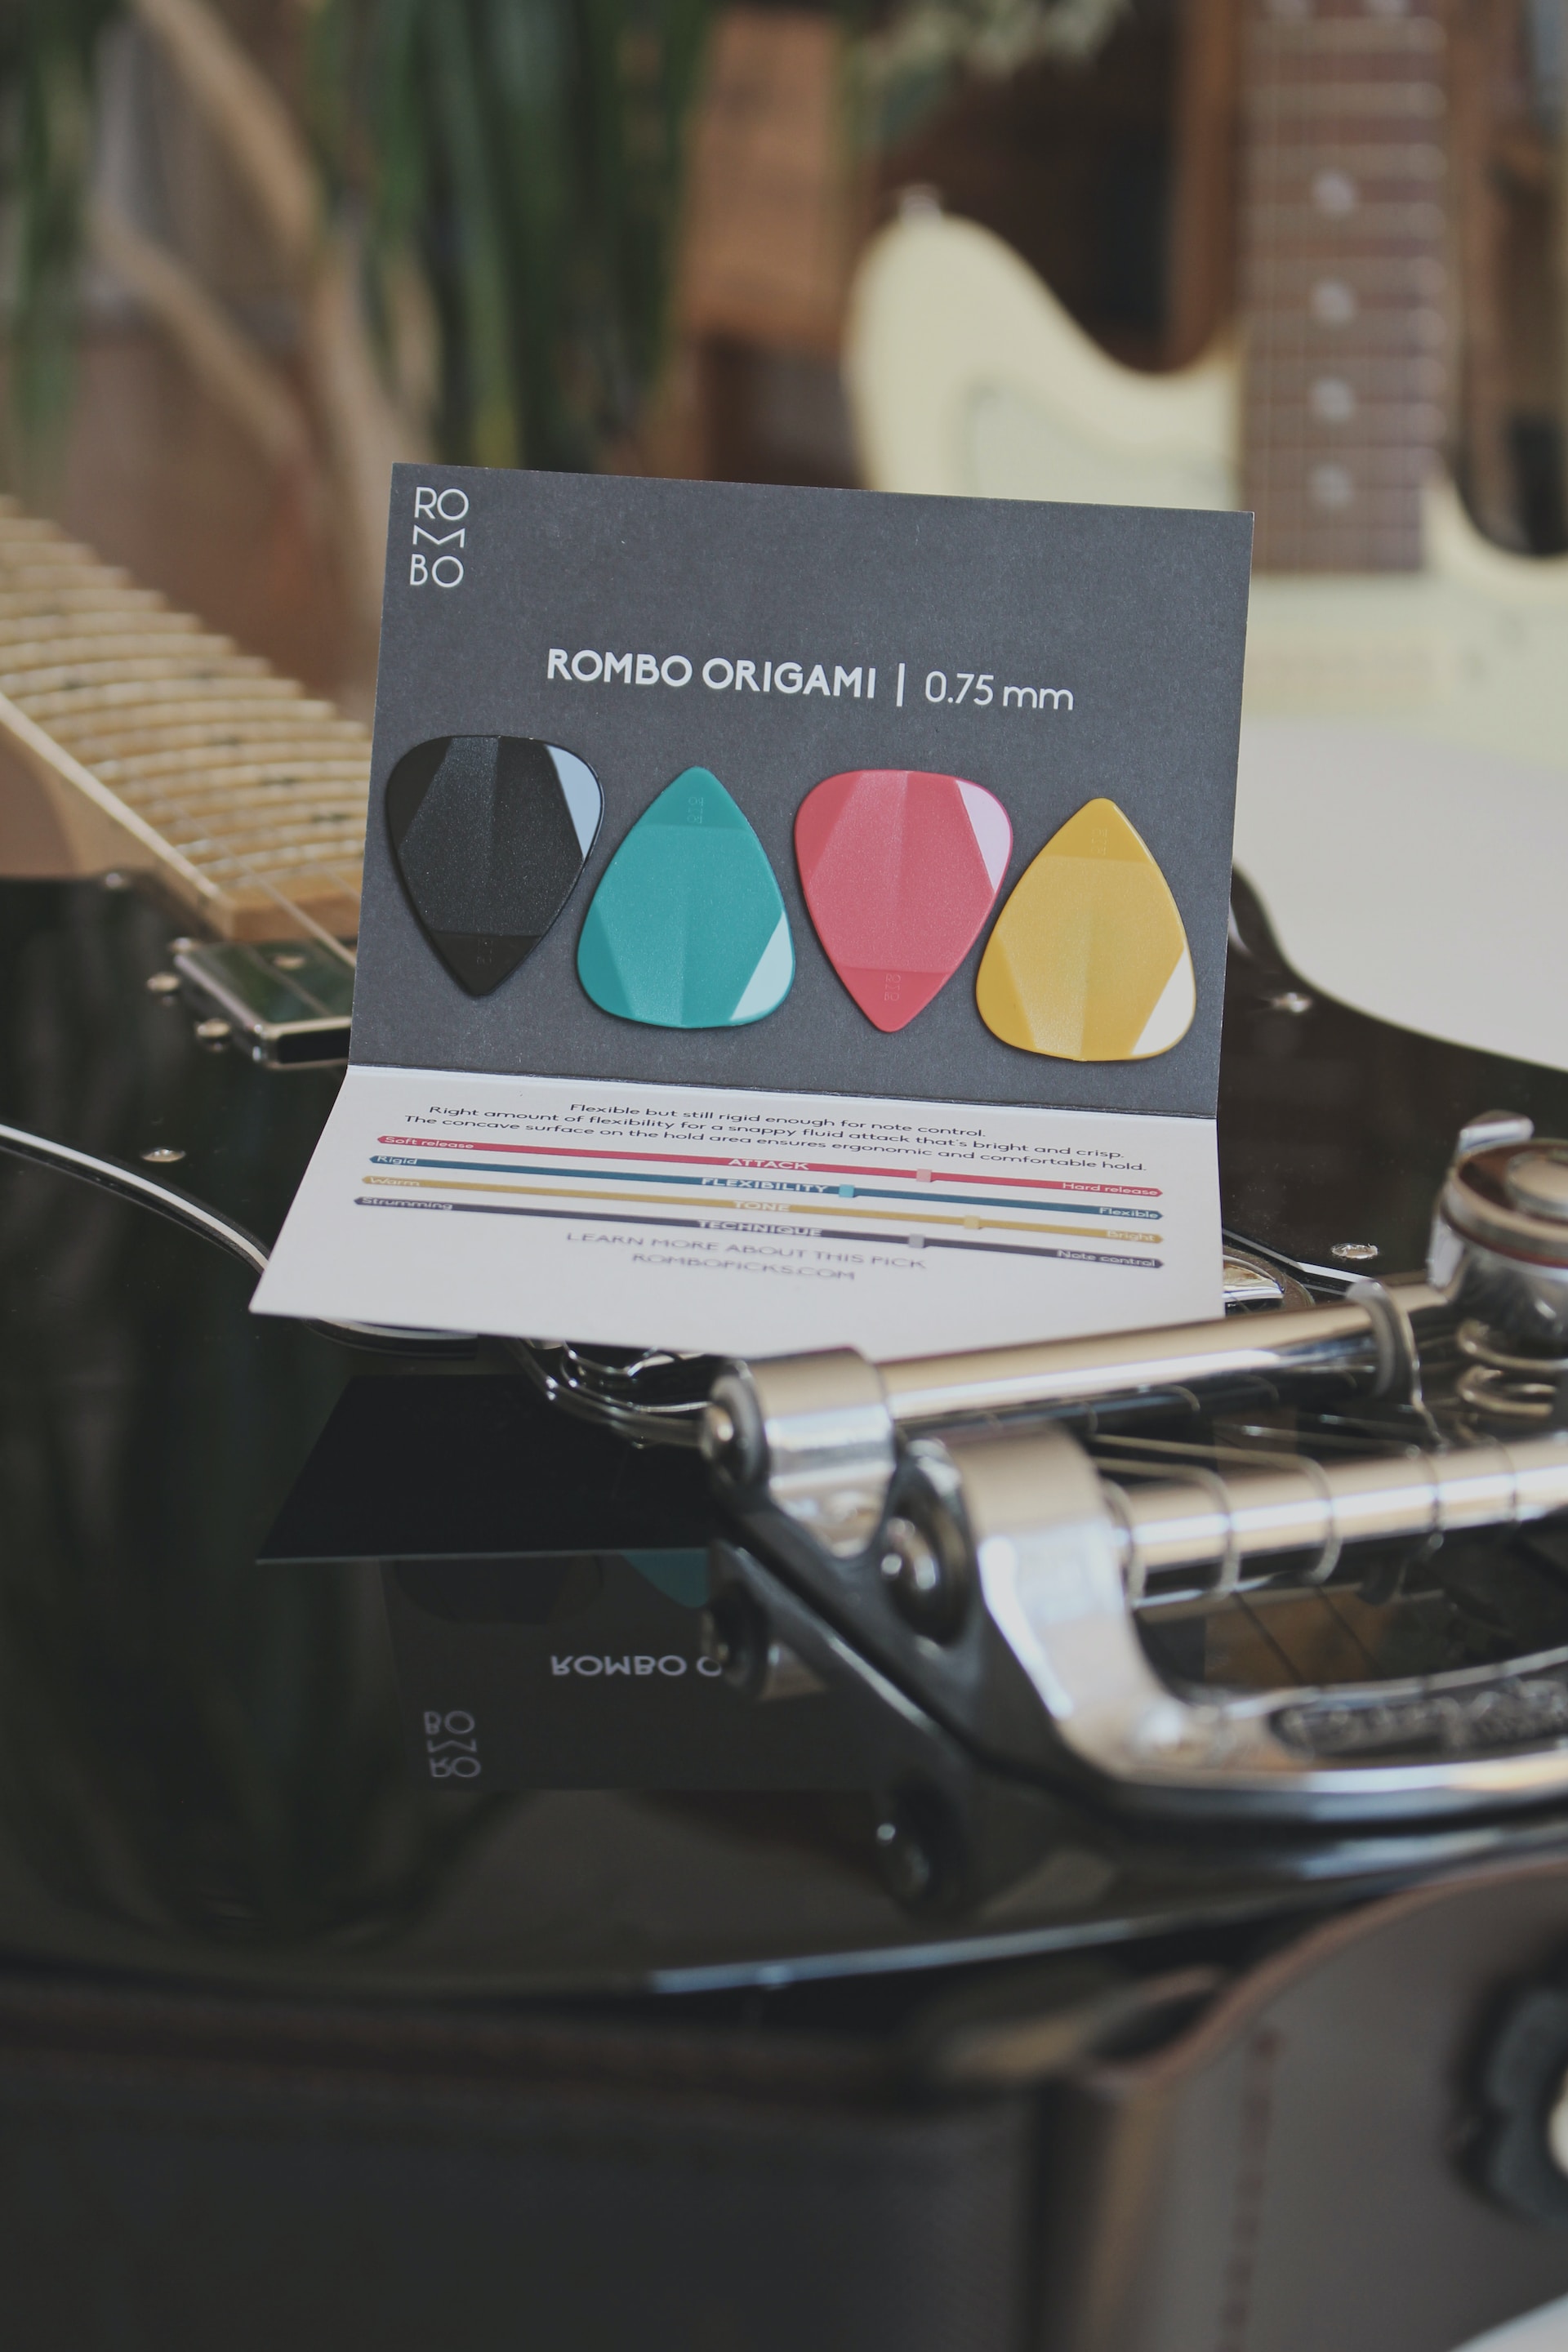 RO
M
BO
ROMBO ORIGAMI | 0.75 mm
Flexible but still rigid enough for note control.
Right amount of flexibility for a snappy fluid attack that's bright and crisp.
The concave surface on the hold area ensures ergonomic and comfortable hold.
Soft release ATTACK Hard release
Rigid FLEXIBILITY Flexible
Warm TONE Bright
Strumming TECHNIQUE Note control
LEARN MORE ABOUT THIS PICK
ROMBOPICKS.COM